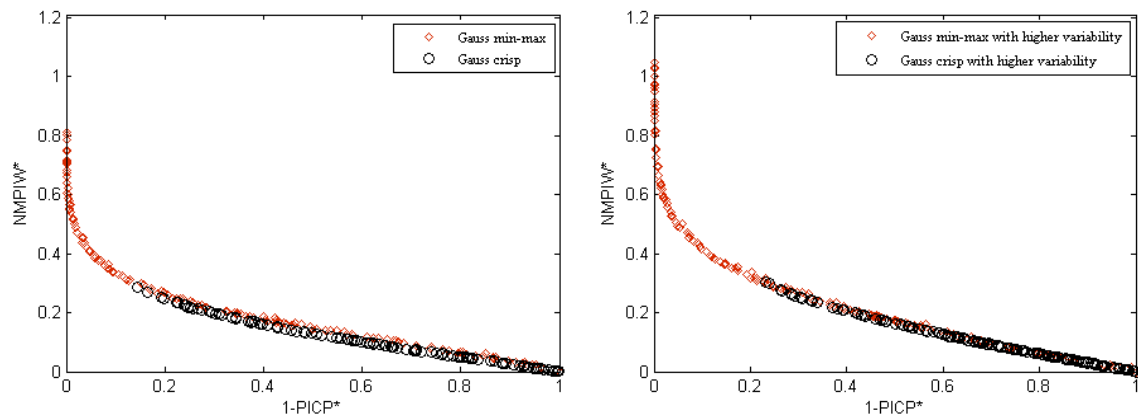 1.2
1
0.8
0.6
0.4
0.2
0
NMPIW*
0 0.2 0.4 0.6 0.8 1
1-PICP*
Gauss min-max
Gauss crisp
1.2
1
0.8
0.6
0.4
0.2
0
NMPIW*
0 0.2 0.4 0.6 0.8 1
1-PICP*
Gauss min-max with higher variability
Gauss crisp with higher variability